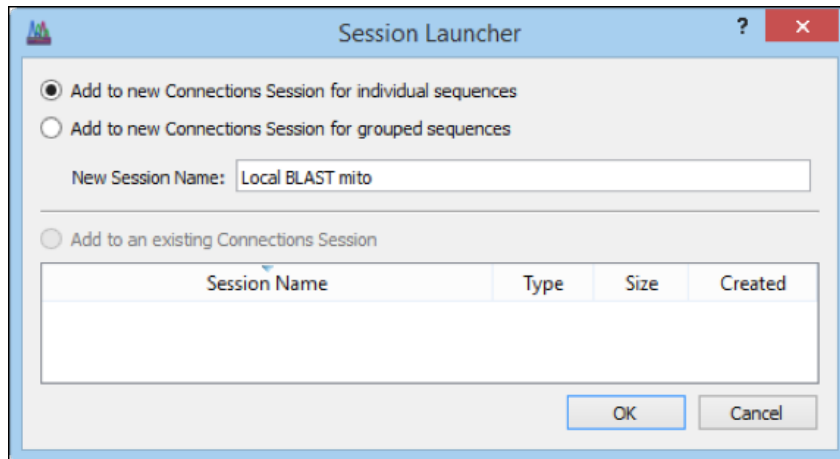 Session Launcher ?
Add to new Connections Session for individual sequences
Add to new Connections Session for grouped sequences
New Session Name: Local BLAST mito
Add to an existing Connections Session
Session Name Type Size Created
OK Cancel